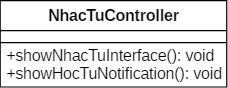 NhacTuController
+showNhacTuInterface(): void
+showHocTuNotification(): void